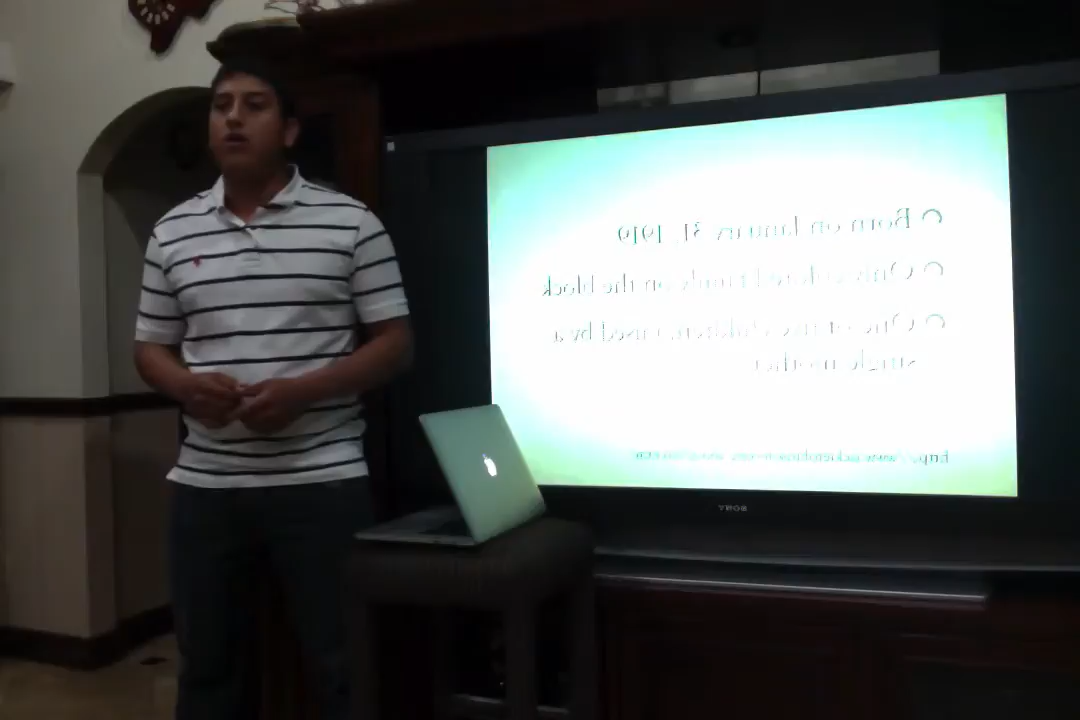 Born on January 31, 1919
Only colored family on the block
One of five children, raised by a
single mother
SONY